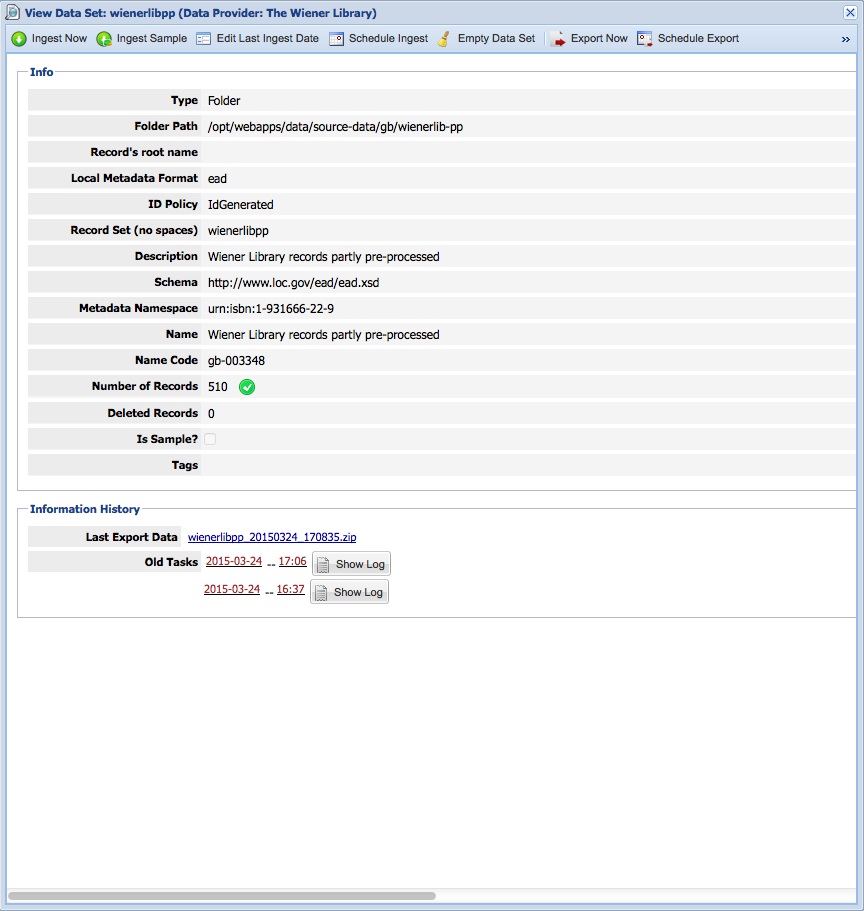 View Data Set: wienerlibpp (Data Provider: The Wiener Library)
Ingest Now Ingest Sample Edit Last Ingest Date Schedule Ingest Empty Data Set Export Now Schedule Export »
Info
Type Folder
Folder Path /opt/webapps/data/source-data/gb/wienerlib-pp
Record's root name
Local Metadata Format ead
ID Policy IdGenerated
Record Set (no spaces) wienerlibpp
Description Wiener Library records partly pre-processed
Schema http://www.loc.gov/ead/ead.xsd
Metadata Namespace urn:isbn:1-931666-22-9
Name Wiener Library records partly pre-processed
Name Code gb-003348
Number of Records 510
Deleted Records 0
Is Sample?
Tags
Information History
Last Export Data wienerlibpp_20150324_170835.zip
Old Tasks 2015-03-24 -- 17:06 Show Log
2015-03-24 -- 16:37 Show Log